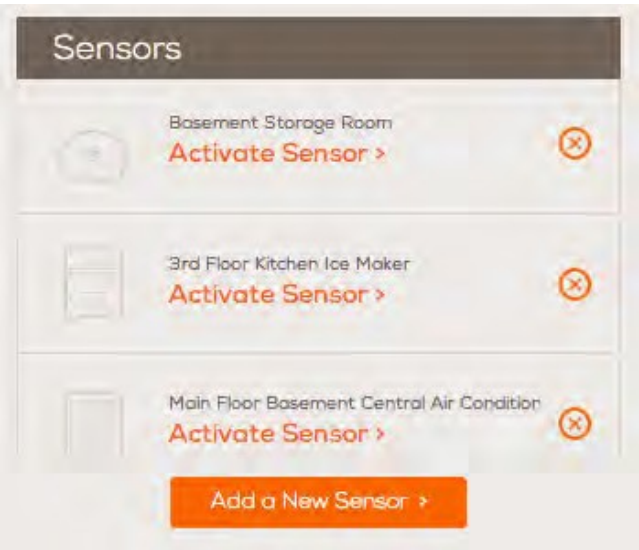 Sensors
Basement Storage Room
Activate Sensor >
3rd Floor Kitchen Ice Maker
Activate Sensor >
Main Floor Basement Central Air Condition
Activate Sensor >
Add a New Sensor >